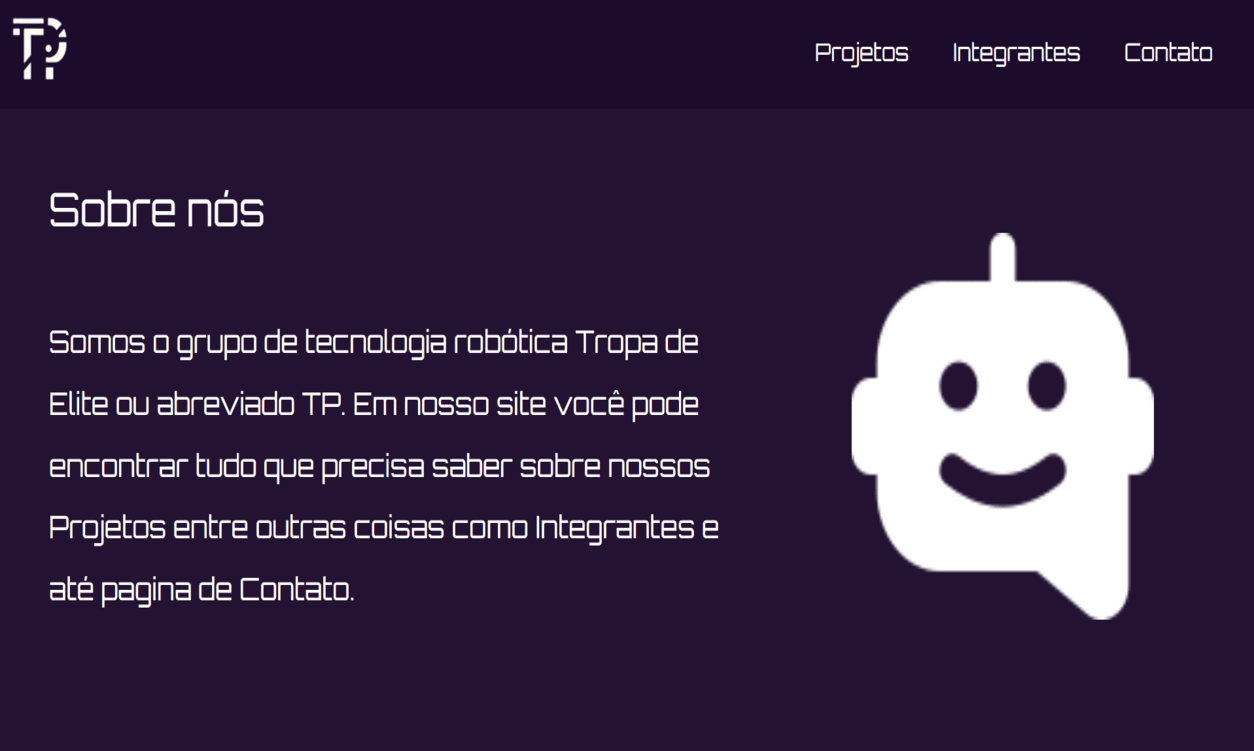 TP
Projetos Integrantes Contato
Sobre nós
Somos o grupo de tecnologia robótica Tropa de
Elite ou abreviado TP. Em nosso site você pode
encontrar tudo que precisa saber sobre nossos
Projetos entre outras coisas como Integrantes e
até pagina de Contato.